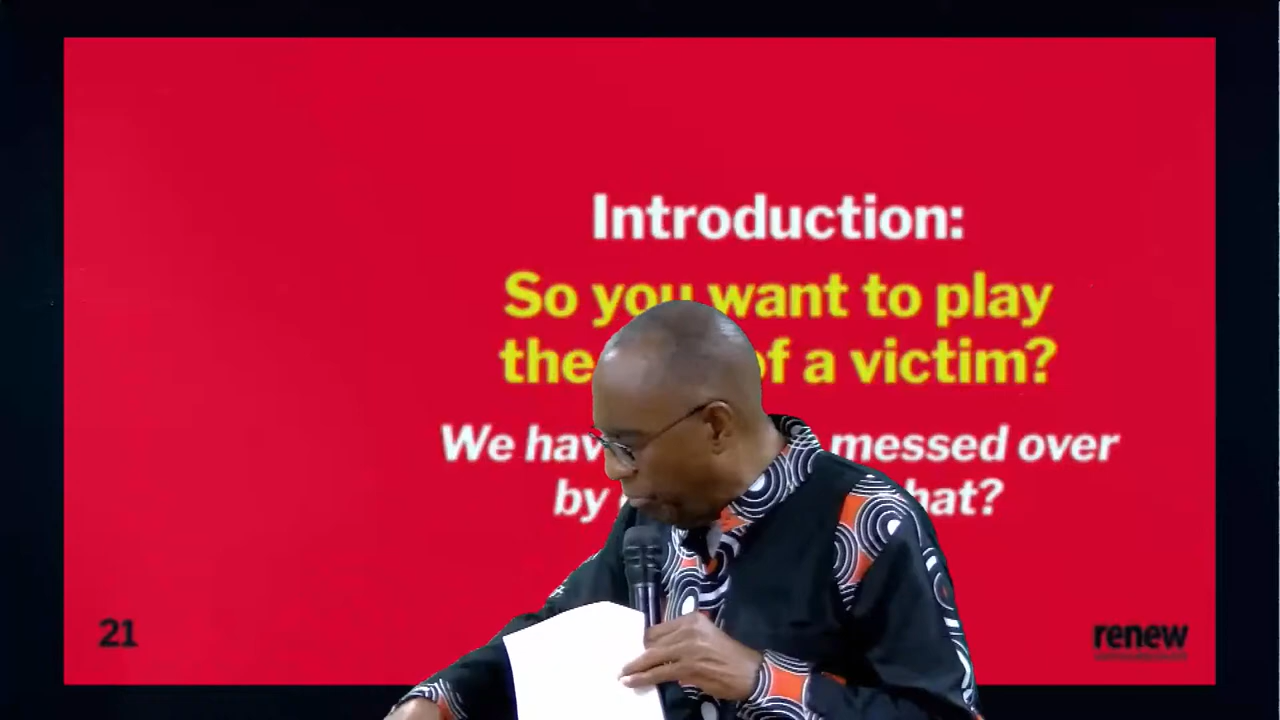 Introduction:
So you want to play
the of a victim?
We hav messed over
by hat?
21
renew